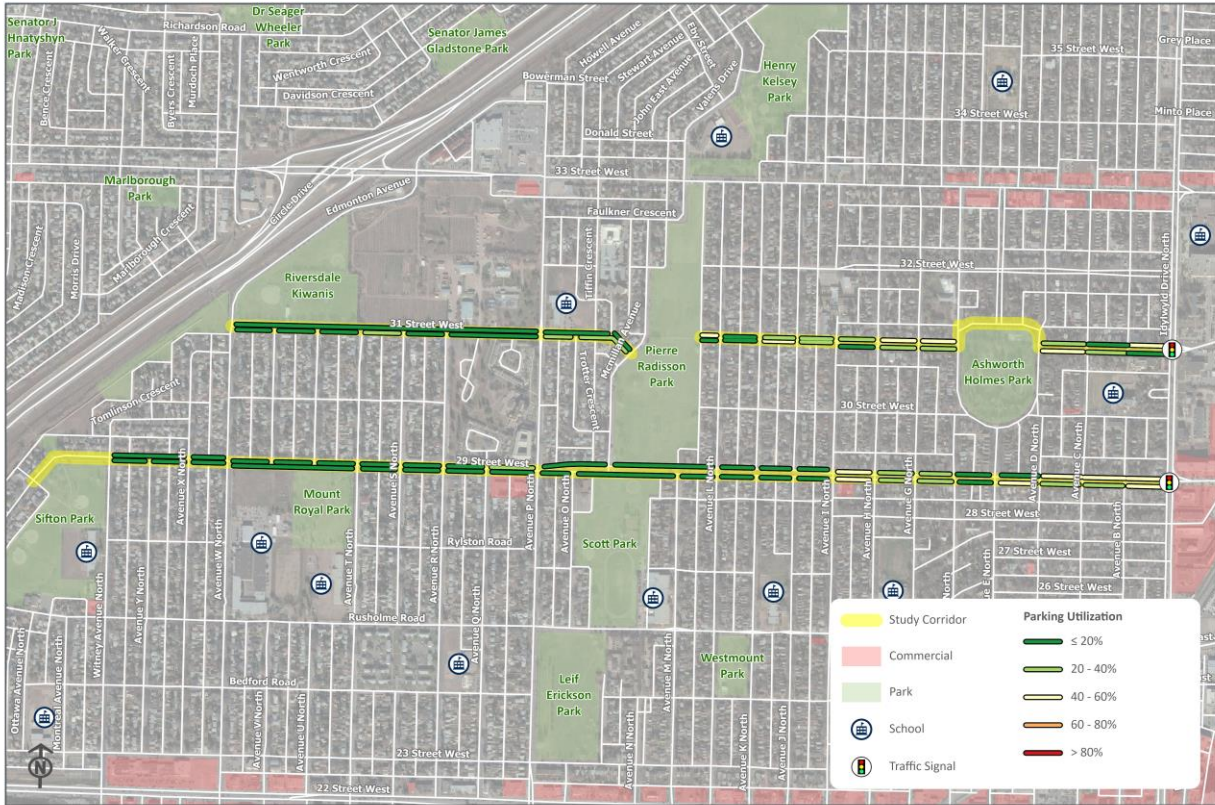 Senator J
Hnatyshyn
Park
Walker Crescent
Bence Crescent
Byers Crescent
Murdoch Place
Richardson Road
Dr Seager
Wheeler
Park
Wentworth Crescent
Davidson Crescent
Senator James
Gladstone Park
Howell Avenue
Stewart Avenue
Eby Street
Bowerman Street
John East Avenue
Valens Drive
Donald Street
Henry
Kelsey
Park
35 Street West
Grey Place
34 Street West
Minto Place
33 Street West
Marlborough
Park
Circle Drive
Edmonton Avenue
Madison Crescent
Morris Drive
Marlborough Crescent
Faulkner Crescent
Tiffin Crescent
32 Street West
Idylwyld Drive North
Riversdale
Kiwanis
31 Street West
Mcmillan Avenue
Trotter Crescent
Pierre
Radisson
Park
Ashworth
Holmes Park
30 Street West
Tomlinson Crescent
29 Street West
Avenue X North
Avenue S North
Avenue P North
Avenue O North
Avenue L North
Avenue I North
Avenue H North
Avenue G North
Avenue D North
Avenue C North
28 Street West
Sifton Park
Mount
Royal Park
Avenue W North
Avenue T North
Avenue R North
Rylston Road
Scott Park
27 Street West
Avenue B North
26 Street West
Witney Avenue North
Avenue Y North
Avenue Q North
Rusholme Road
Ottawa Avenue North
Montreal Avenue North
Bedford Road
Avenue V North
Avenue U North
Leif
Erickson
Park
Avenue N North
Avenue M North
Westmount
Park
Avenue K North
Avenue J North
23 Street West
22 Street West
N
Study Corridor
Commercial
Park
School
Traffic Signal
Parking Utilization
≤ 20%
20 - 40%
40 - 60%
60 - 80%
> 80%